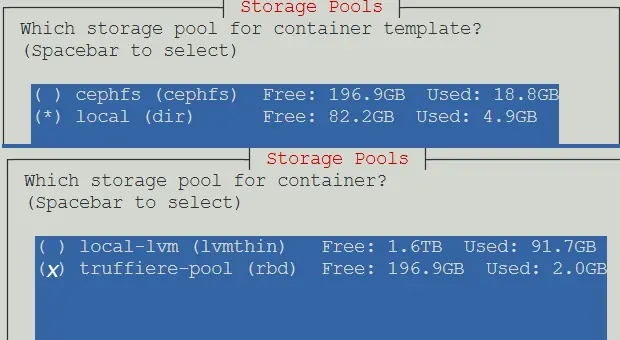 Storage Pools
Which storage pool for container template?
(Spacebar to select)
( ) cephfs (cephfs)  Free: 196.9GB  Used: 18.8GB
(*) local (dir)      Free: 82.2GB  Used: 4.9GB
Storage Pools
Which storage pool for container?
(Spacebar to select)
( ) local-lvm (lvmthin)   Free: 1.6TB  Used: 91.7GB
(x) truffiere-pool (rbd)  Free: 196.9GB  Used: 2.0GB